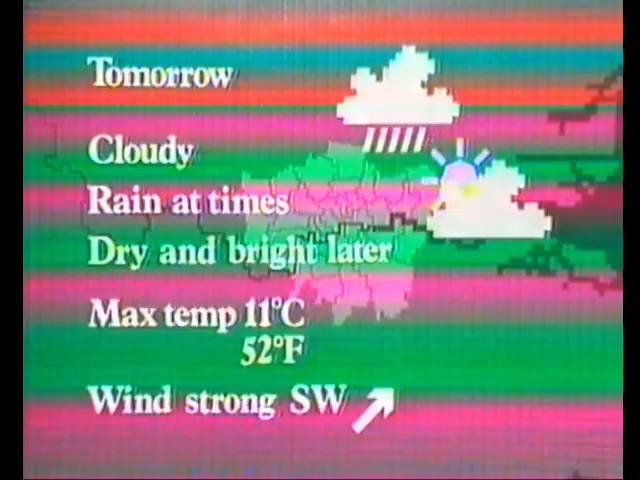 Tomorrow
Cloudy
Rain at times
Dry and bright later
Max temp 11°C
52°F
Wind strong SW